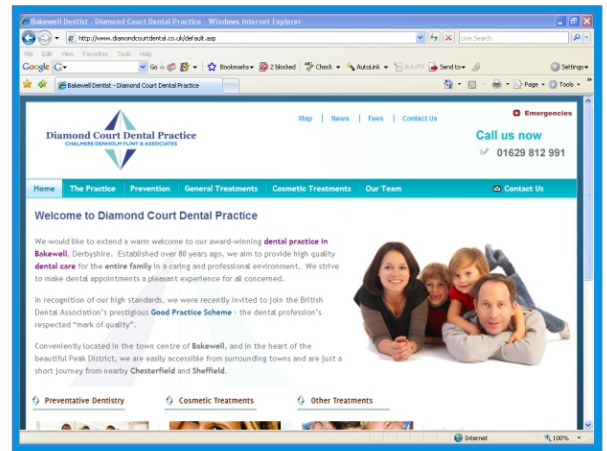 Bakewell Dentist - Diamond Court Dental Practice - Windows Internet Explorer
http://www.diamondcourtdental.co.uk/default.asp
Live Search
File Edit View Favorites Tools Help
Google G Go Bookmarks 2 blocked Check AutoLink AutoFill Send to Settings
Bakewell Dentist - Diamond Court Dental Practice
Page Tools
Map | News | Fees | Contact Us
Emergencies
Diamond Court Dental Practice
CHALMERS DENHOLM FLINT & ASSOCIATES
Call us now
01629 812 991
Home The Practice Prevention General Treatments Cosmetic Treatments Our Team Contact Us
Welcome to Diamond Court Dental Practice
We would like to extend a warm welcome to our award-winning dental practice in
Bakewell, Derbyshire. Established over 80 years ago, we aim to provide high quality
dental care for the entire family in a caring and professional environment. We strive
to make dental appointments a pleasant experience for all concerned.
In recognition of our high standards, we were recently invited to join the British
Dental Association's prestigious Good Practice Scheme - the dental profession's
respected "mark of quality".
Conveniently located in the town centre of Bakewell, and in the heart of the
beautiful Peak District, we are easily accessible from surrounding towns and are just a
short journey from nearby Chesterfield and Sheffield.
Preventative Dentistry Cosmetic Treatments Other Treatments
Internet 100%